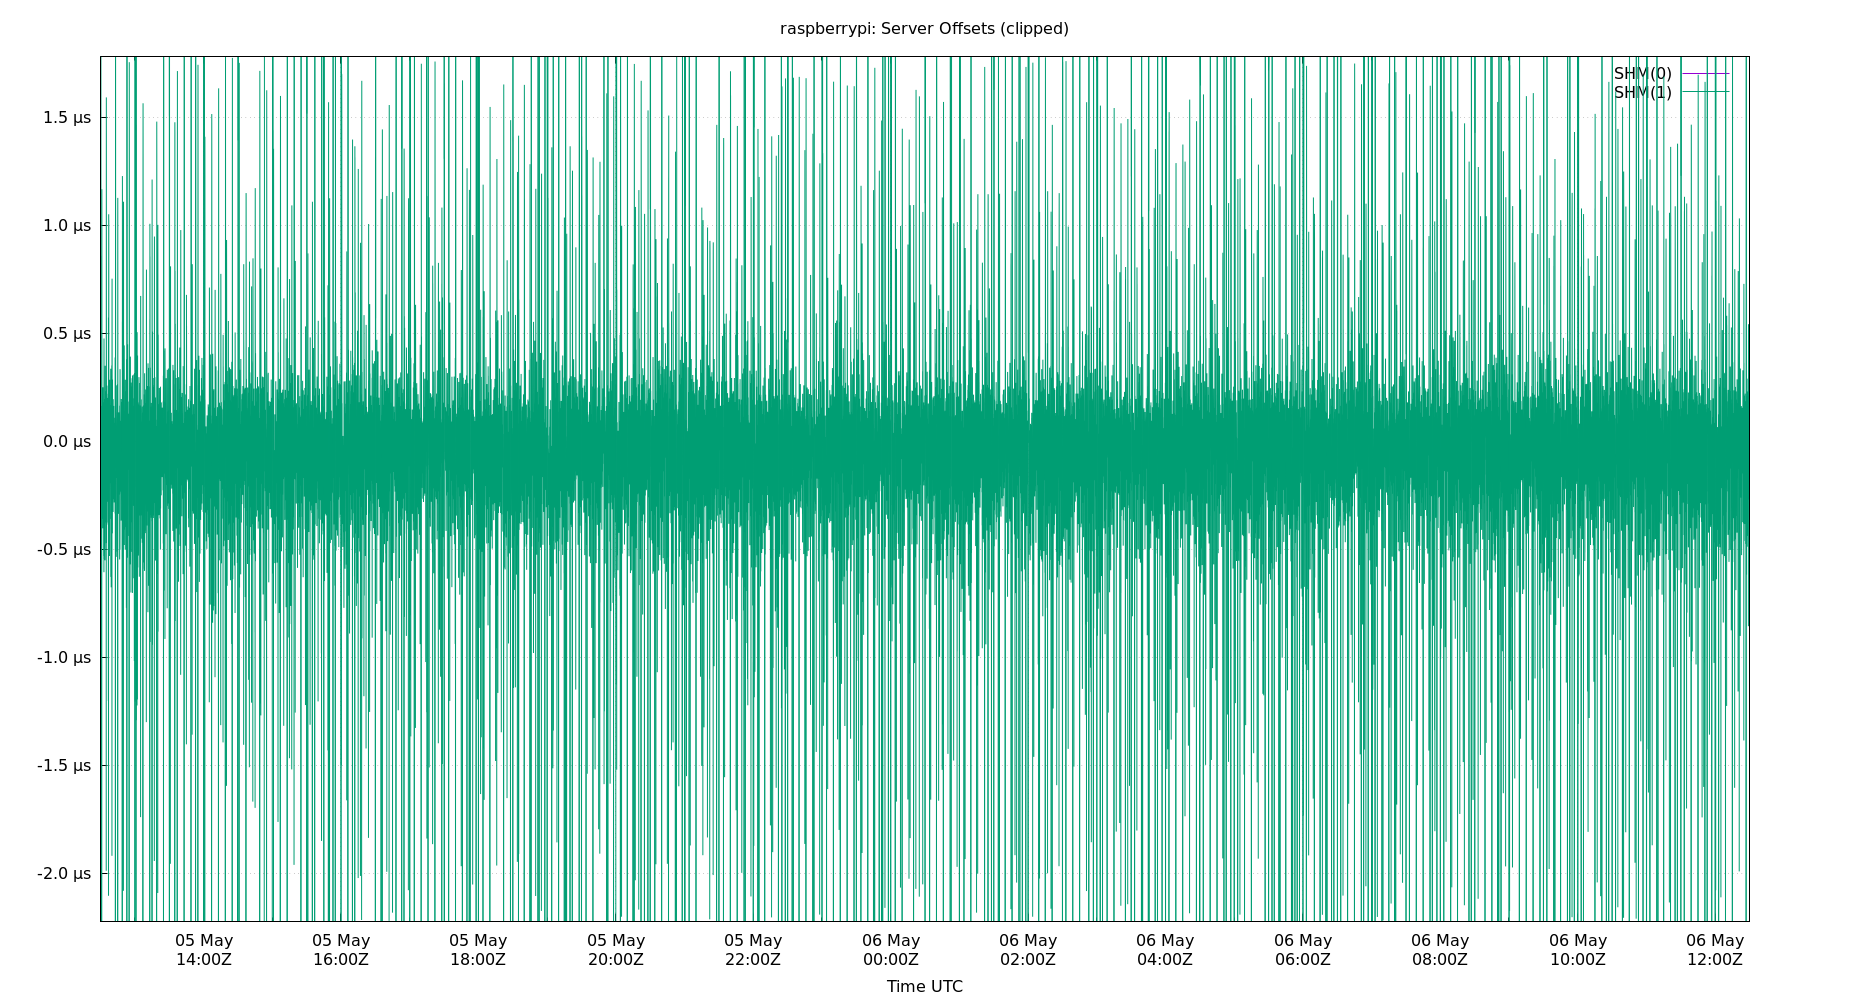 raspberrypi: Server Offsets (clipped)
SHM(0)
SHM(1)
1.5 µs
1.0 µs
0.5 µs
0.0 µs
-0.5 µs
-1.0 µs
-1.5 µs
-2.0 µs
05 May 05 May 05 May 05 May 05 May 06 May 06 May 06 May 06 May 06 May 06 May 06 May
14:00Z 16:00Z 18:00Z 20:00Z 22:00Z 00:00Z 02:00Z 04:00Z 06:00Z 08:00Z 10:00Z 12:00Z
Time UTC